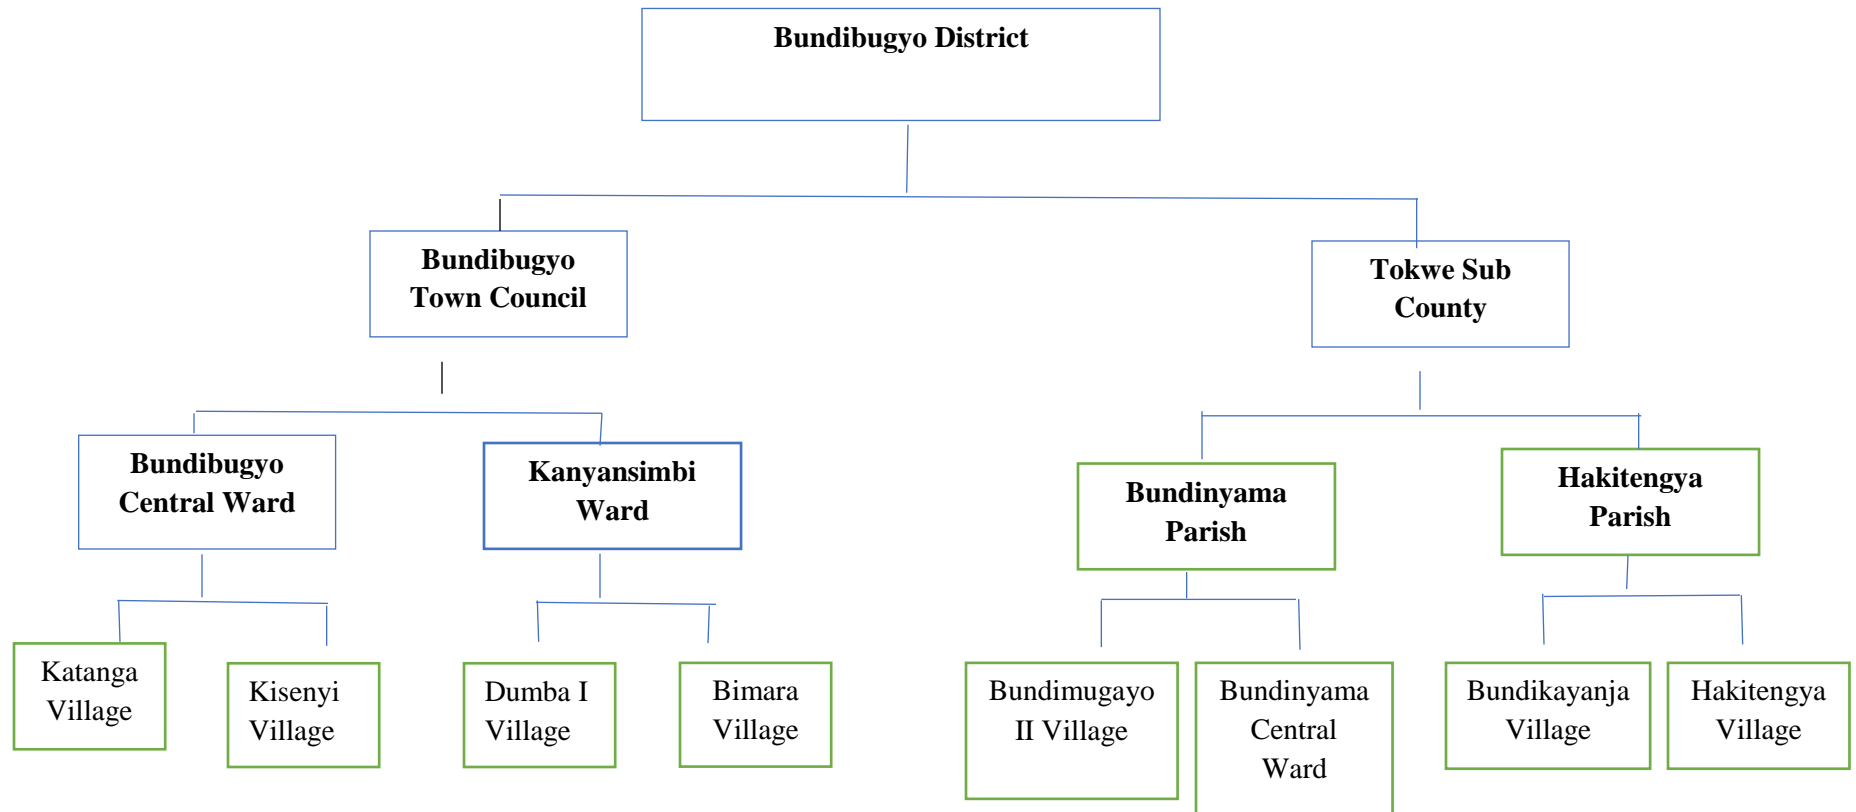 Bundibugyo District
Bundibugyo
Town Council
Tokwe Sub
County
Bundibugyo
Central Ward
Kanyansimbi
Ward
Bundinyama
Parish
Hakitengya
Parish
Katanga
Village
Kisenyi
Village
Dumba I
Village
Bimara
Village
Bundimugayo
II Village
Bundinyama
Central
Ward
Bundikayanja
Village
Hakitengya
Village